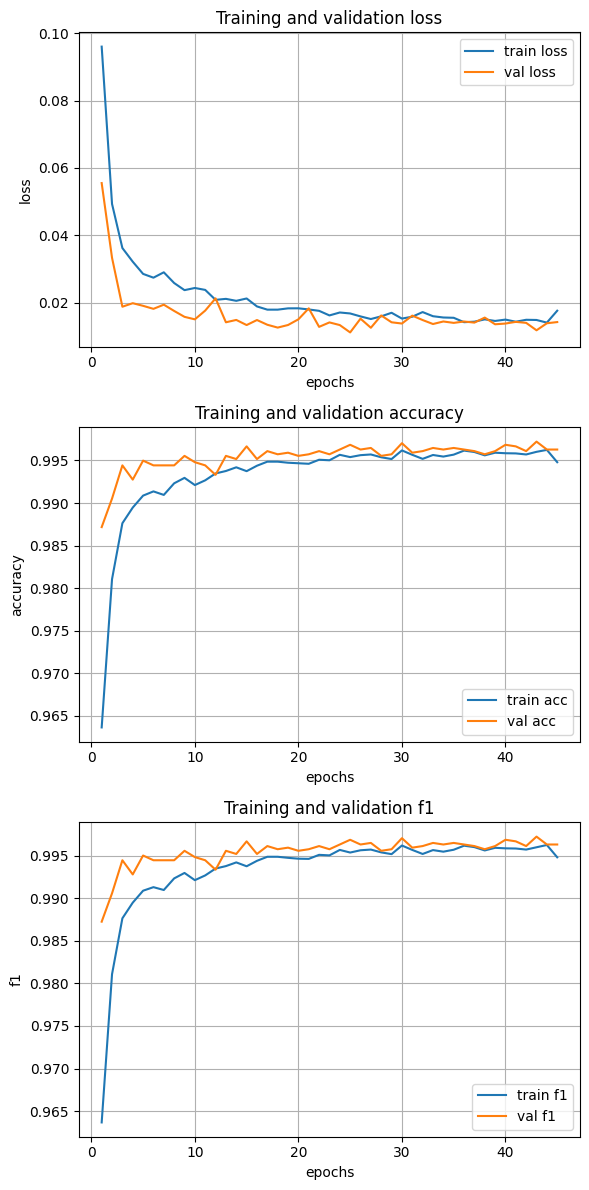 Training and validation loss
0.10
0.08
0.06
0.04
0.02
loss
train loss
val loss
0 10 20 30 40
epochs
Training and validation accuracy
0.995
0.990
0.985
0.980
0.975
0.970
0.965
accuracy
train acc
val acc
0 10 20 30 40
epochs
Training and validation f1
0.995
0.990
0.985
0.980
0.975
0.970
0.965
f1
train f1
val f1
0 10 20 30 40
epochs